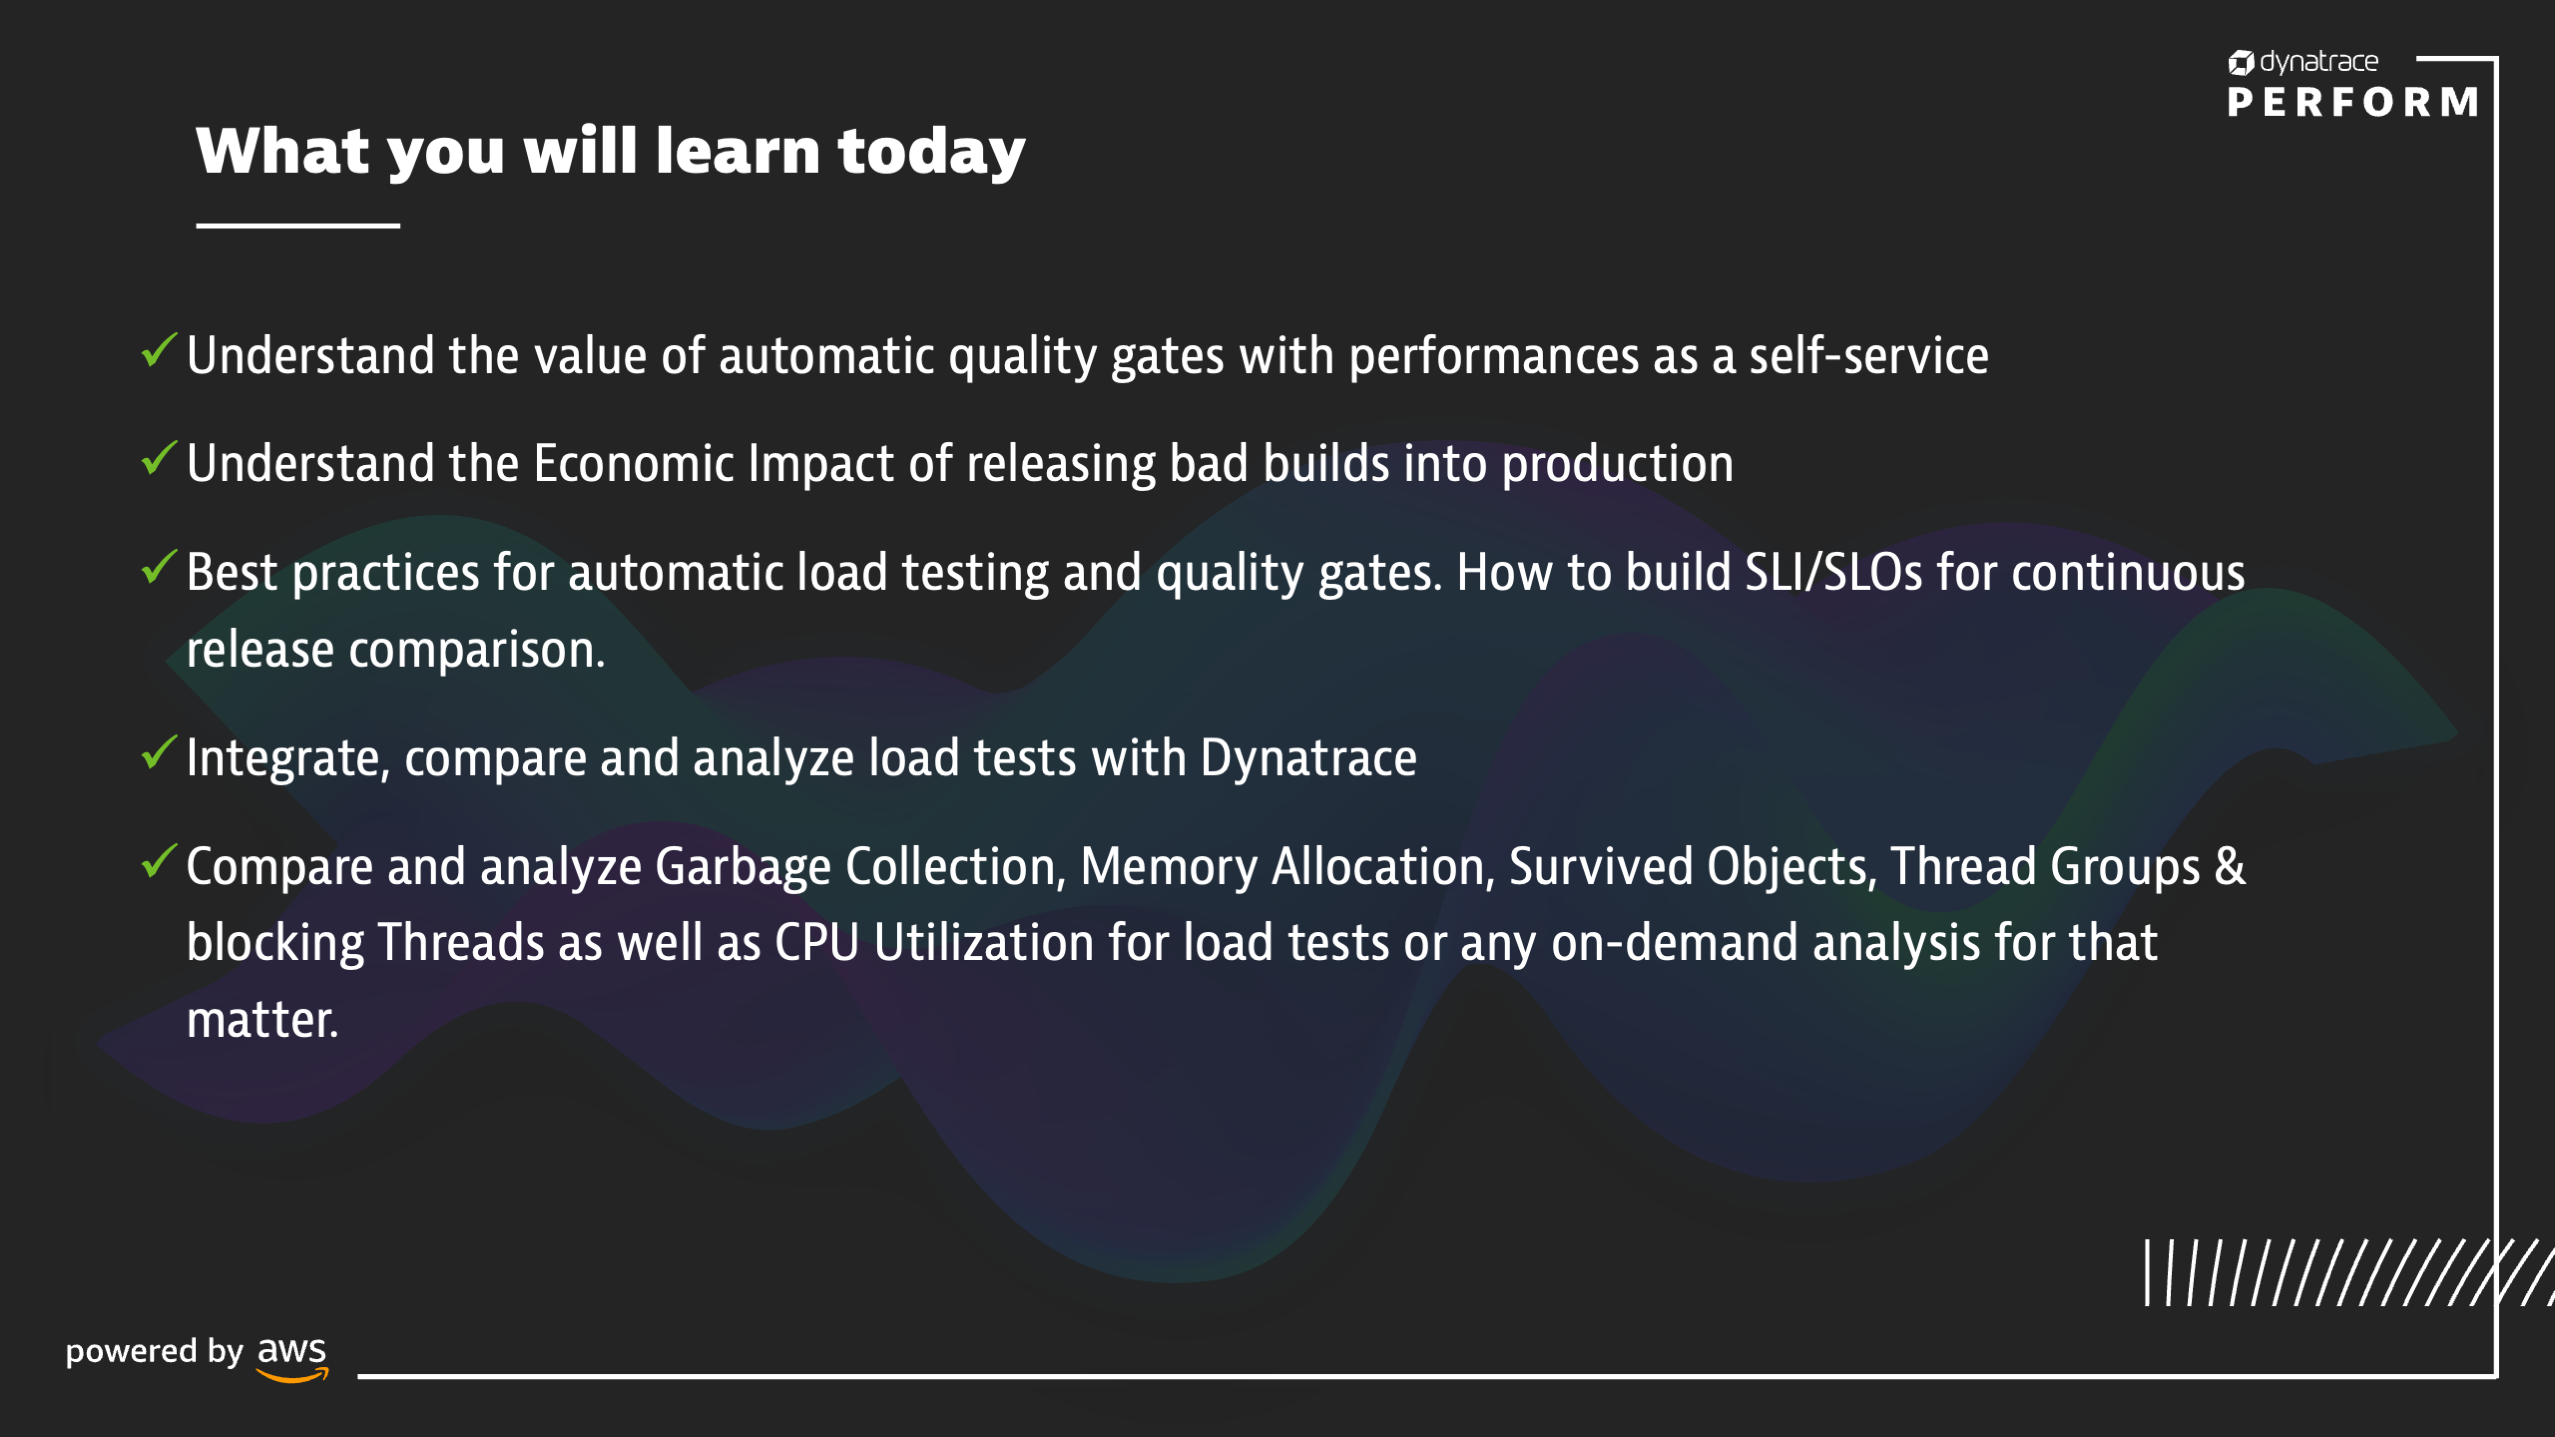 dynatrace
PERFORM
What you will learn today
✓ Understand the value of automatic quality gates with performances as a self-service
✓ Understand the Economic Impact of releasing bad builds into production
✓ Best practices for automatic load testing and quality gates. How to build SLI/SLOs for continuous
release comparison.
✓ Integrate, compare and analyze load tests with Dynatrace
✓ Compare and analyze Garbage Collection, Memory Allocation, Survived Objects, Thread Groups &
blocking Threads as well as CPU Utilization for load tests or any on-demand analysis for that
matter.
powered by aws